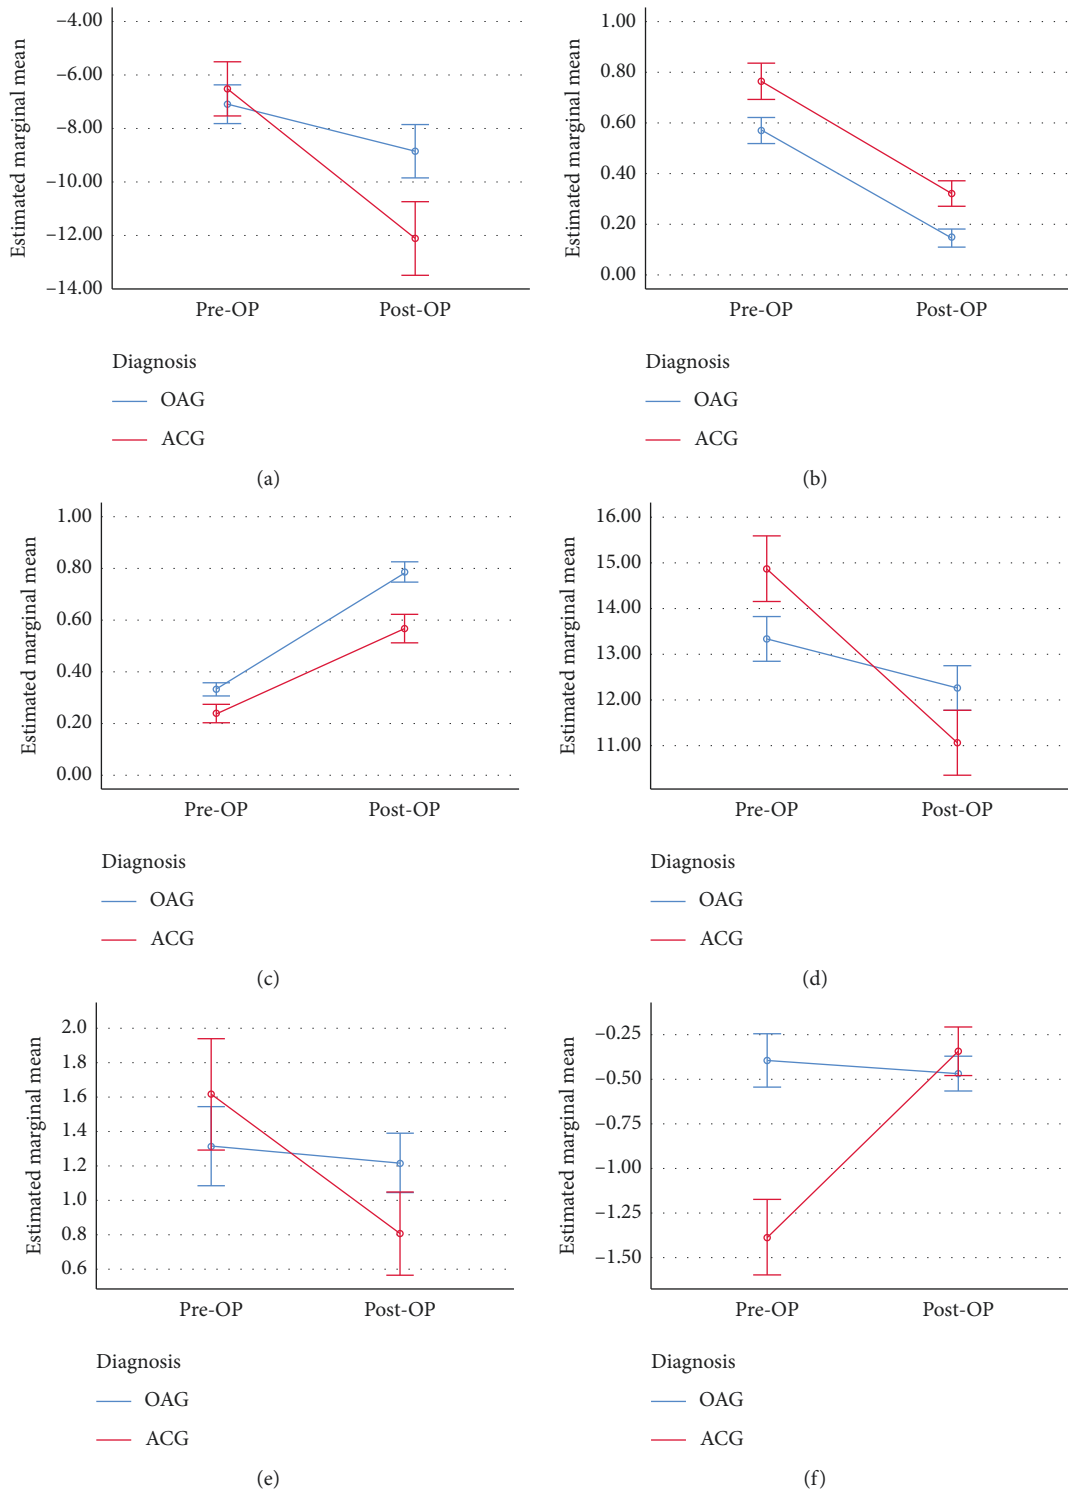 Estimated marginal mean
–4.00
–6.00
–8.00
–10.00
–12.00
–14.00
Pre-OP
Post-OP
Diagnosis
OAG
ACG
(a)
Estimated marginal mean
1.00
0.80
0.60
0.40
0.20
0.00
Pre-OP
Post-OP
Diagnosis
OAG
ACG
(b)
Estimated marginal mean
1.00
0.80
0.60
0.40
0.20
0.00
Pre-OP
Post-OP
Diagnosis
OAG
ACG
(c)
Estimated marginal mean
16.00
15.00
14.00
13.00
12.00
11.00
Pre-OP
Post-OP
Diagnosis
OAG
ACG
(d)
Estimated marginal mean
2.0
1.8
1.6
1.4
1.2
1.0
0.8
0.6
Pre-OP
Post-OP
Diagnosis
OAG
ACG
(e)
Estimated marginal mean
–0.25
–0.50
–0.75
–1.00
–1.25
–1.50
Pre-OP
Post-OP
Diagnosis
OAG
ACG
(f)